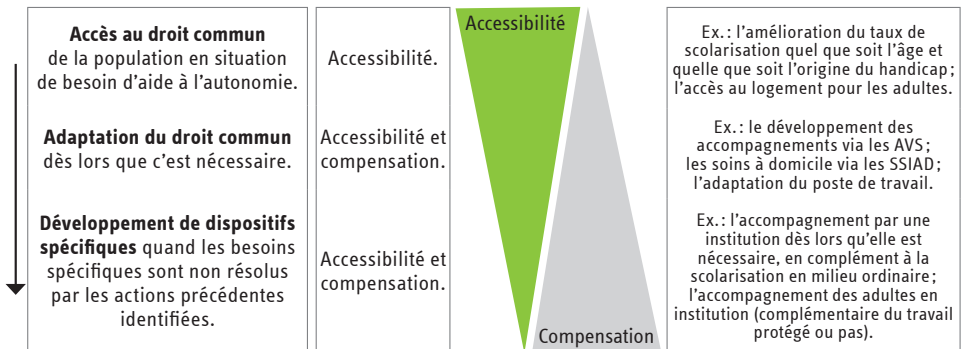 Accès au droit commun
de la population en situation
de besoin d'aide à l'autonomie.
Adaptation du droit commun
dès lors que c'est nécessaire.
Développement de dispositifs
spécifiques quand les besoins
spécifiques sont non résolus
par les actions précédentes
identifiées.
Accessibilité.
Accessibilité et
compensation.
Accessibilité et
compensation.
Accessibilité
Compensation
Ex. : l'amélioration du taux de
scolarisation quel que soit l'âge et
quelle que soit l'origine du handicap ;
l'accès au logement pour les adultes.
Ex. : le développement des
accompagnements via les AVS ;
les soins à domicile via les SSIAD ;
l'adaptation du poste de travail.
Ex. : l'accompagnement par une
institution dès lors qu'elle est
nécessaire, en complément à la
scolarisation en milieu ordinaire ;
l'accompagnement des adultes en
institution (complémentaire du travail
protégé ou pas).